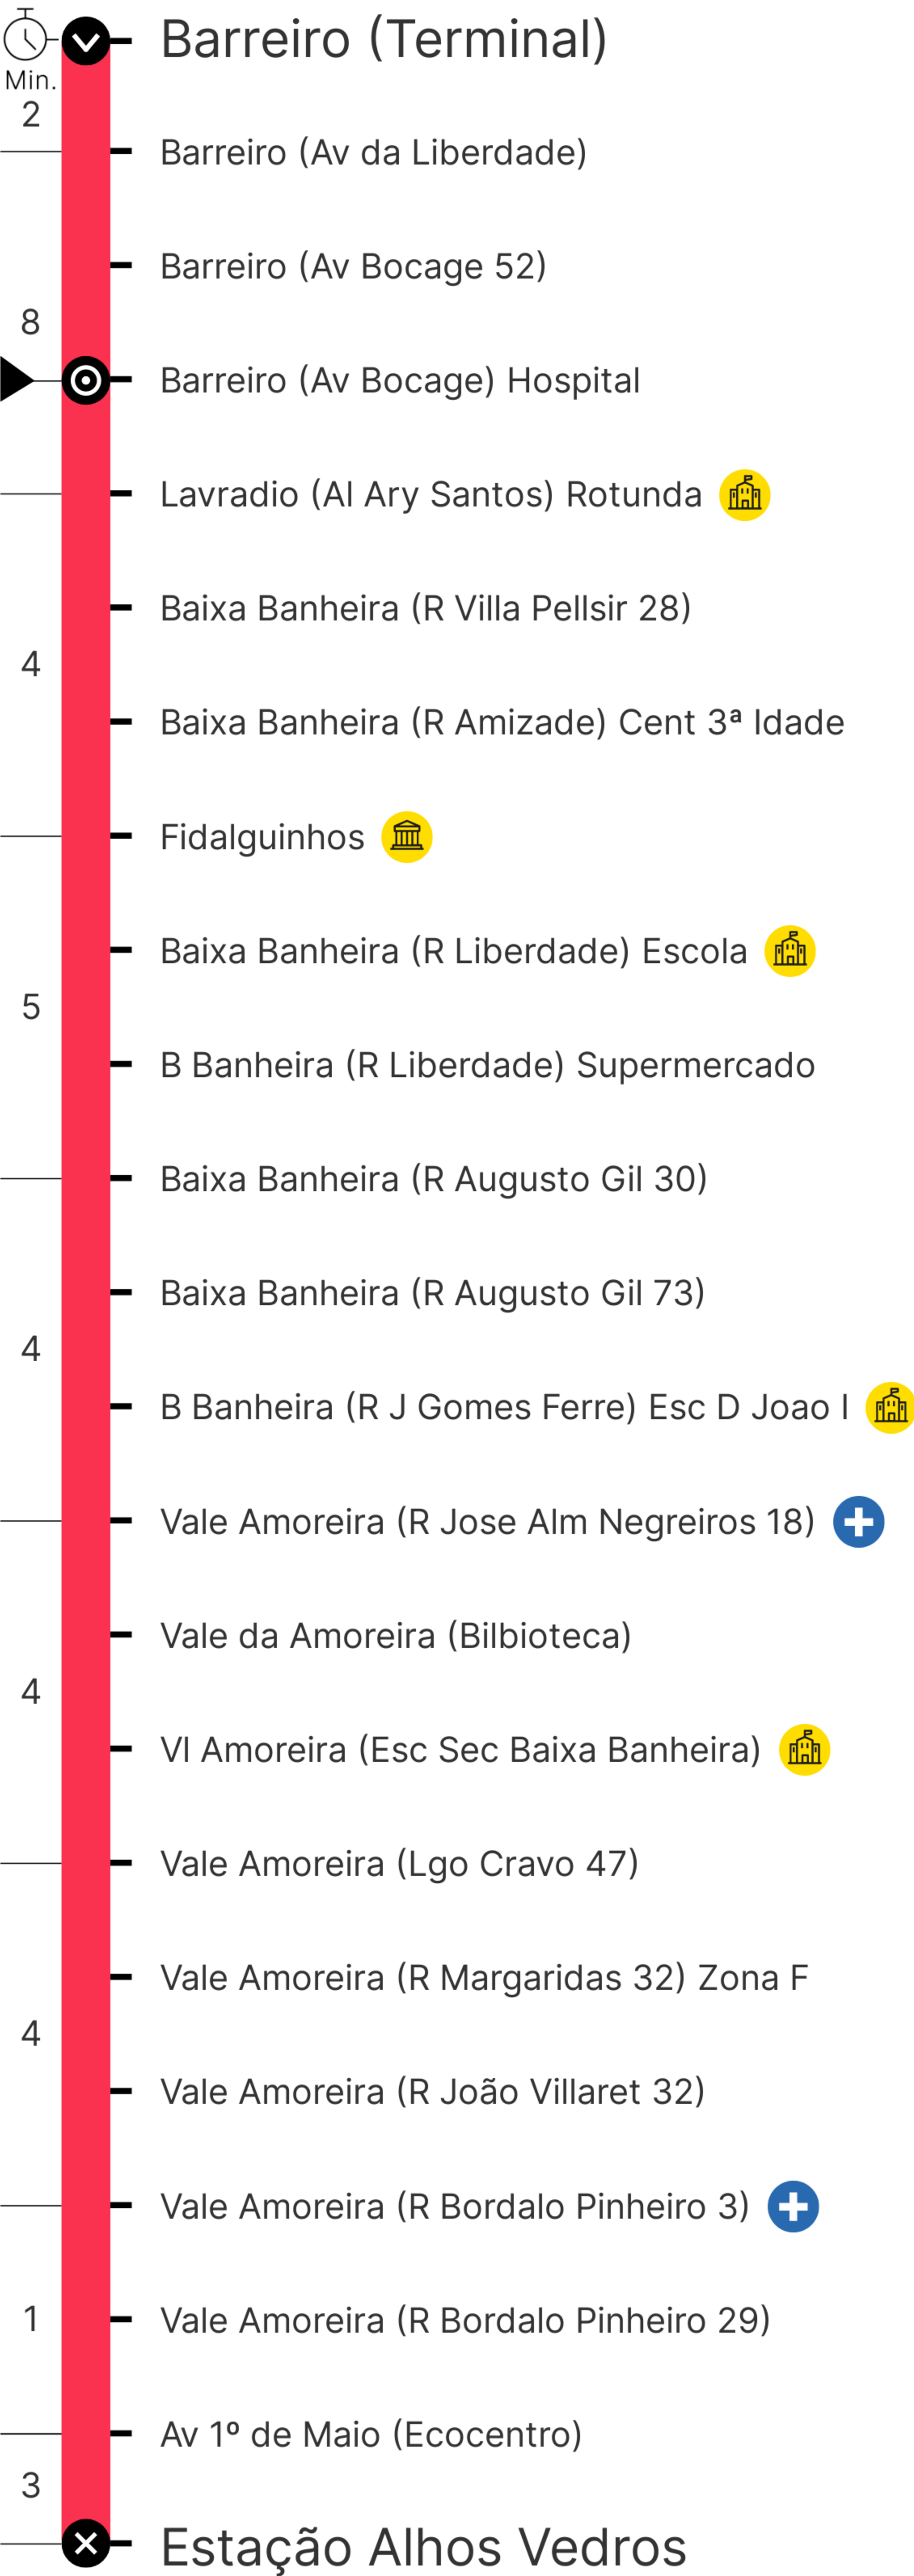 Barreiro (Terminal)
Min.
2
Barreiro (Av da Liberdade)
Barreiro (Av Bocage 52)
8
Barreiro (Av Bocage) Hospital
Lavradio (Al Ary Santos) Rotunda
Baixa Banheira (R Villa Pellsir 28)
4
Baixa Banheira (R Amizade) Cent 3ª Idade
Fidalguinhos
Baixa Banheira (R Liberdade) Escola
5
B Banheira (R Liberdade) Supermercado
Baixa Banheira (R Augusto Gil 30)
Baixa Banheira (R Augusto Gil 73)
4
B Banheira (R J Gomes Ferre) Esc D Joao I
Vale Amoreira (R Jose Alm Negreiros 18)
Vale da Amoreira (Bilbioteca)
4
Vl Amoreira (Esc Sec Baixa Banheira)
Vale Amoreira (Lgo Cravo 47)
Vale Amoreira (R Margaridas 32) Zona F
4
Vale Amoreira (R João Villaret 32)
Vale Amoreira (R Bordalo Pinheiro 3)
1
Vale Amoreira (R Bordalo Pinheiro 29)
Av 1º de Maio (Ecocentro)
3
Estação Alhos Vedros